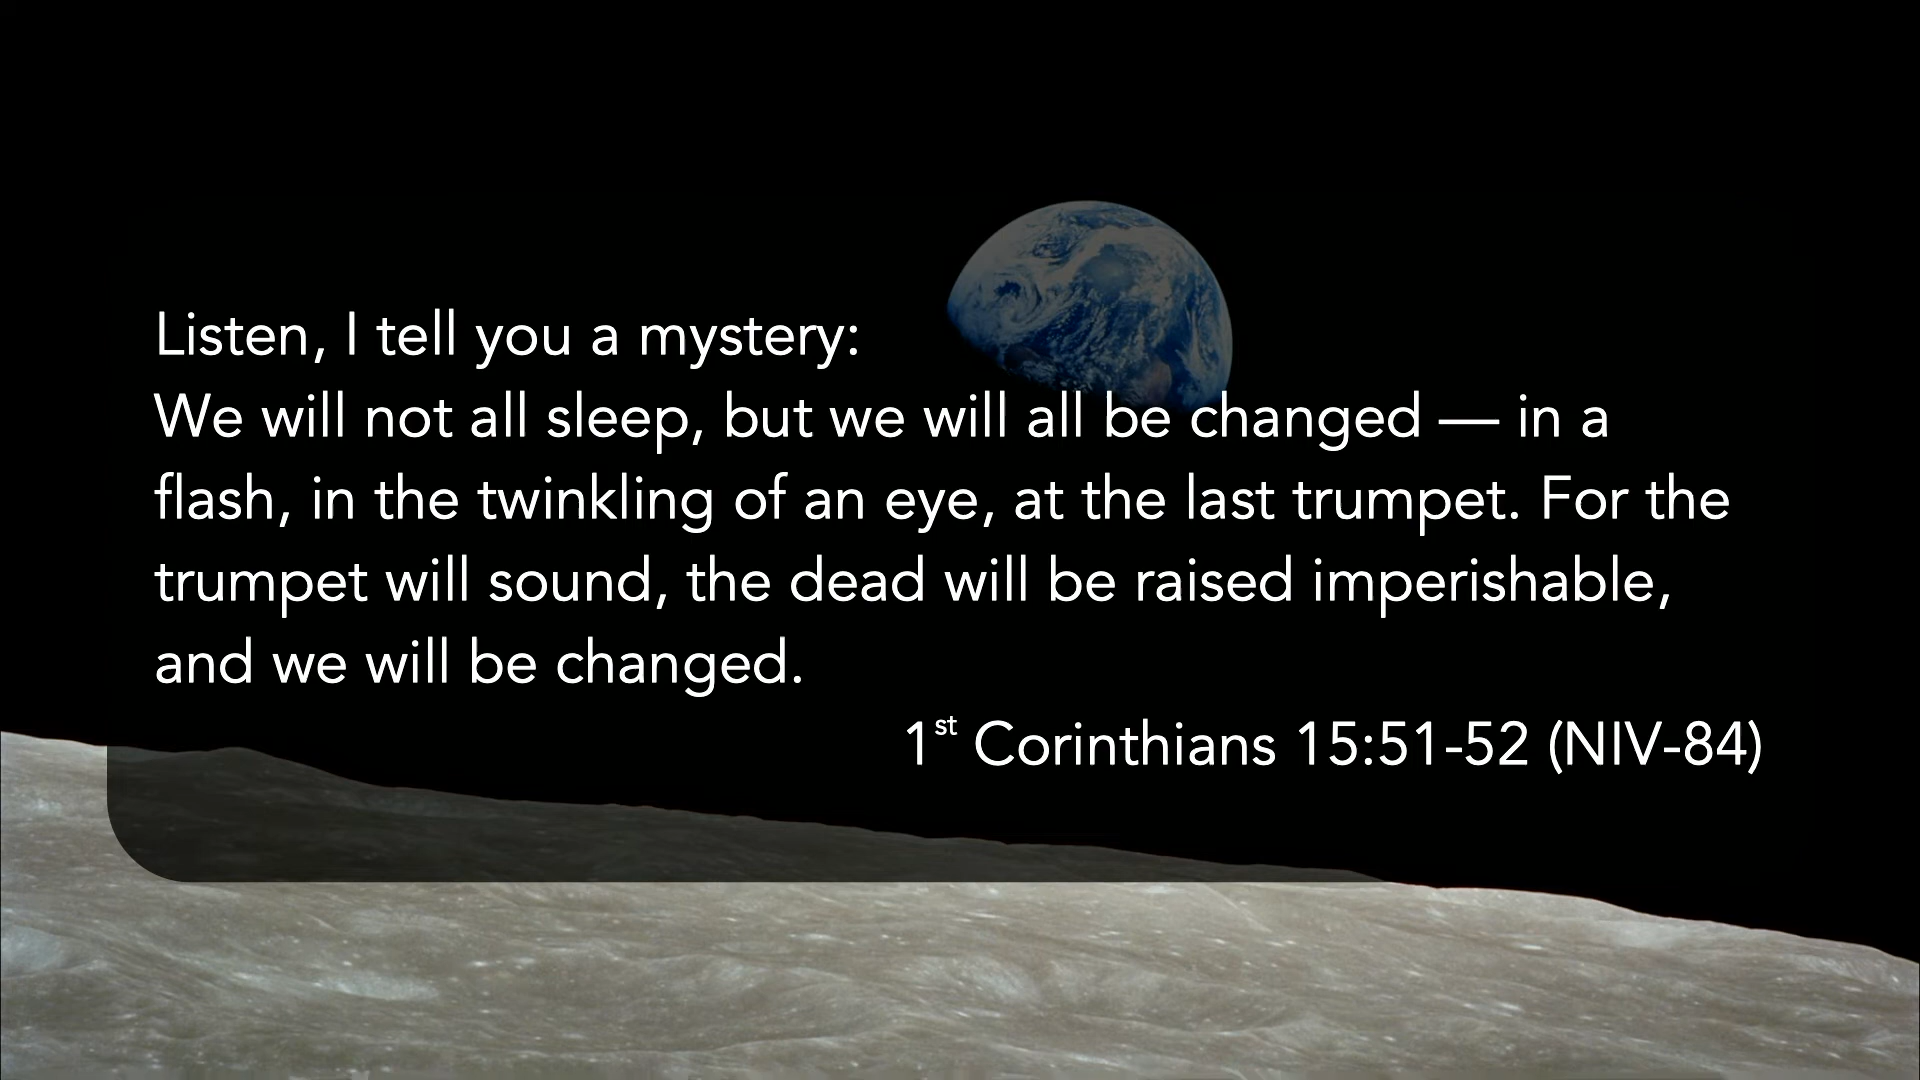 Listen, I tell you a mystery:
We will not all sleep, but we will all be changed — in a
flash, in the twinkling of an eye, at the last trumpet. For the
trumpet will sound, the dead will be raised imperishable,
and we will be changed.
1st Corinthians 15:51-52 (NIV-84)